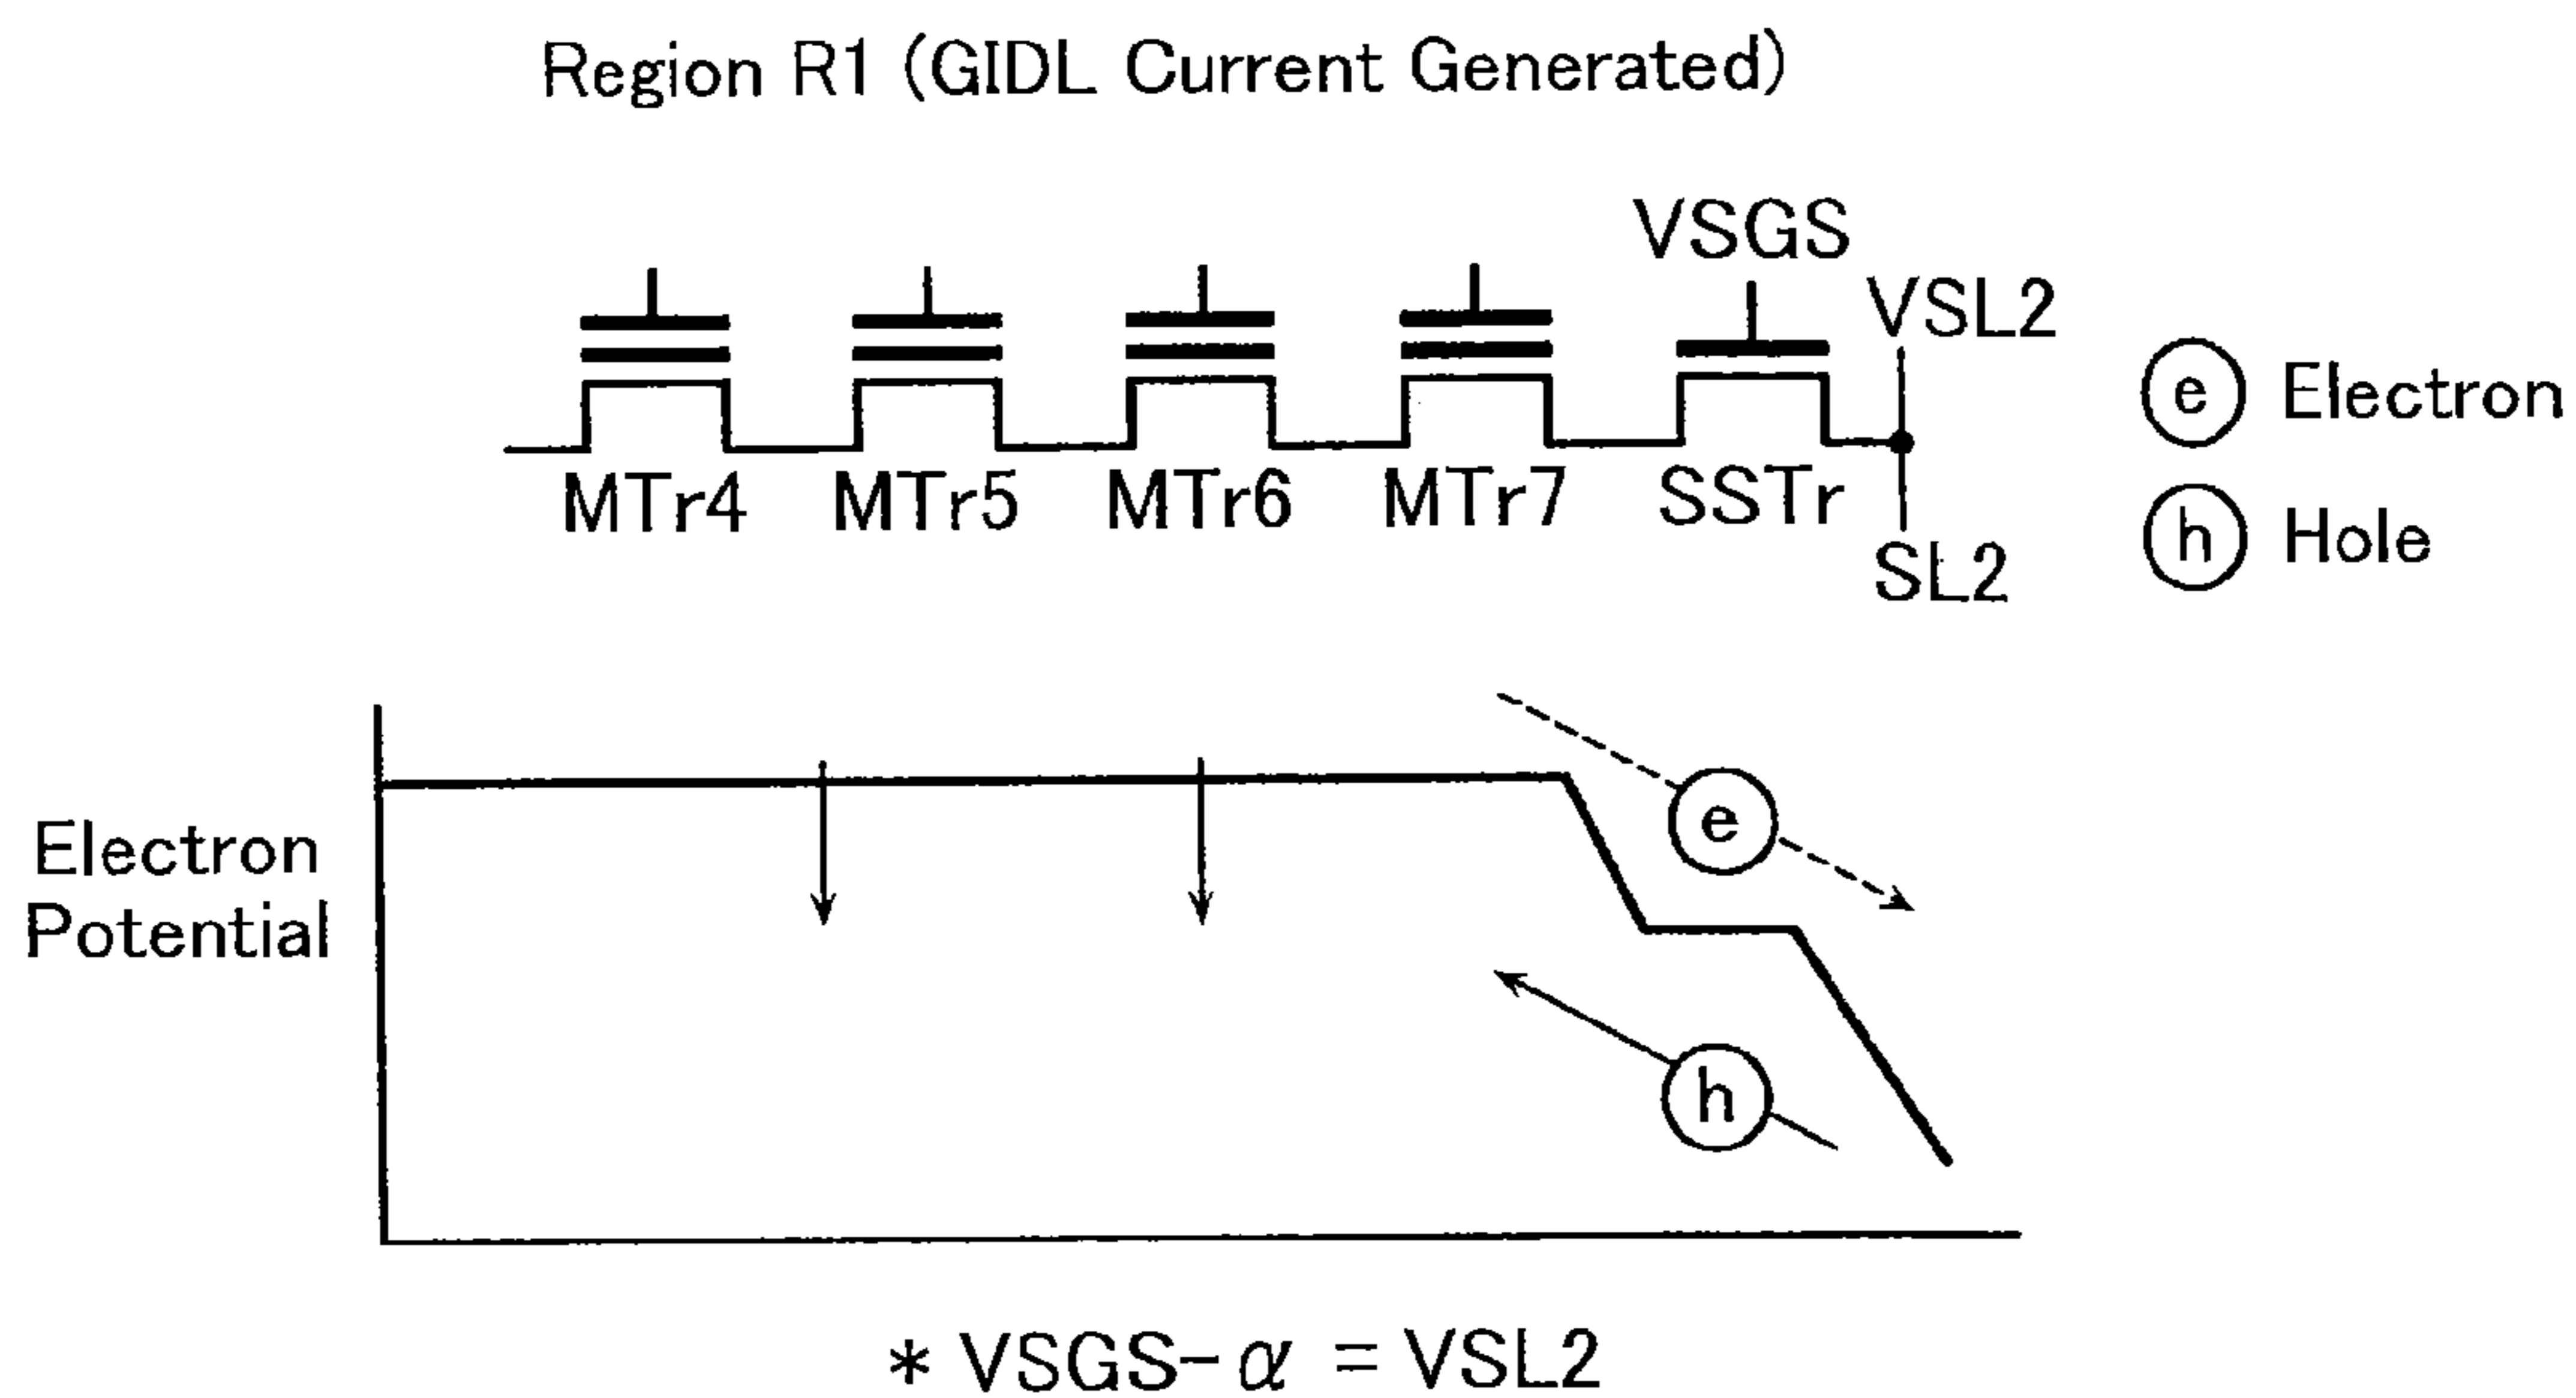 Region R1 (GIDL Current Generated)
VSGS
VSL2
MTr4 MTr5 MTr6 MTr7 SSTr
SL2
e Electron
h Hole
Electron
Potential
e
h
* VSGS-α = VSL2